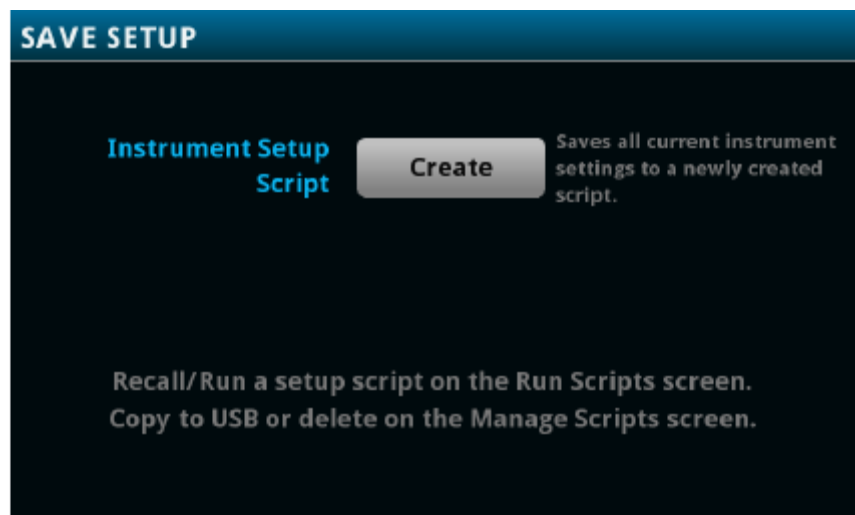 SAVE SETUP
Instrument Setup
Script
Create
Saves all current instrument
settings to a newly created
script.
Recall/Run a setup script on the Run Scripts screen.
Copy to USB or delete on the Manage Scripts screen.